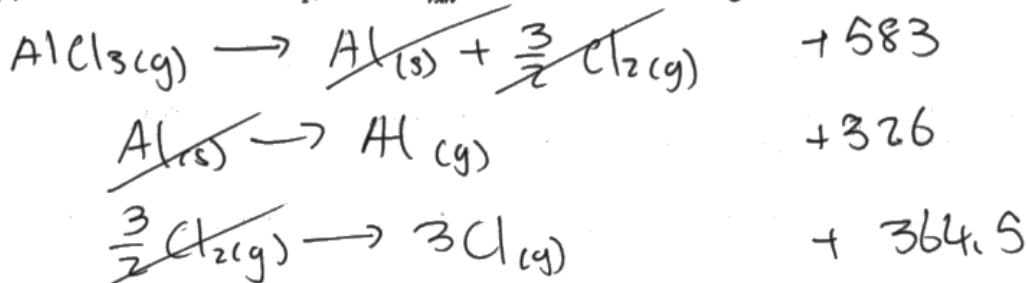 AlCl₃(g) → Al(s) + 3/2 Cl₂(g) +583
Al(s) → Al(g) +326
3/2 Cl₂(g) → 3Cl(g) + 364.5